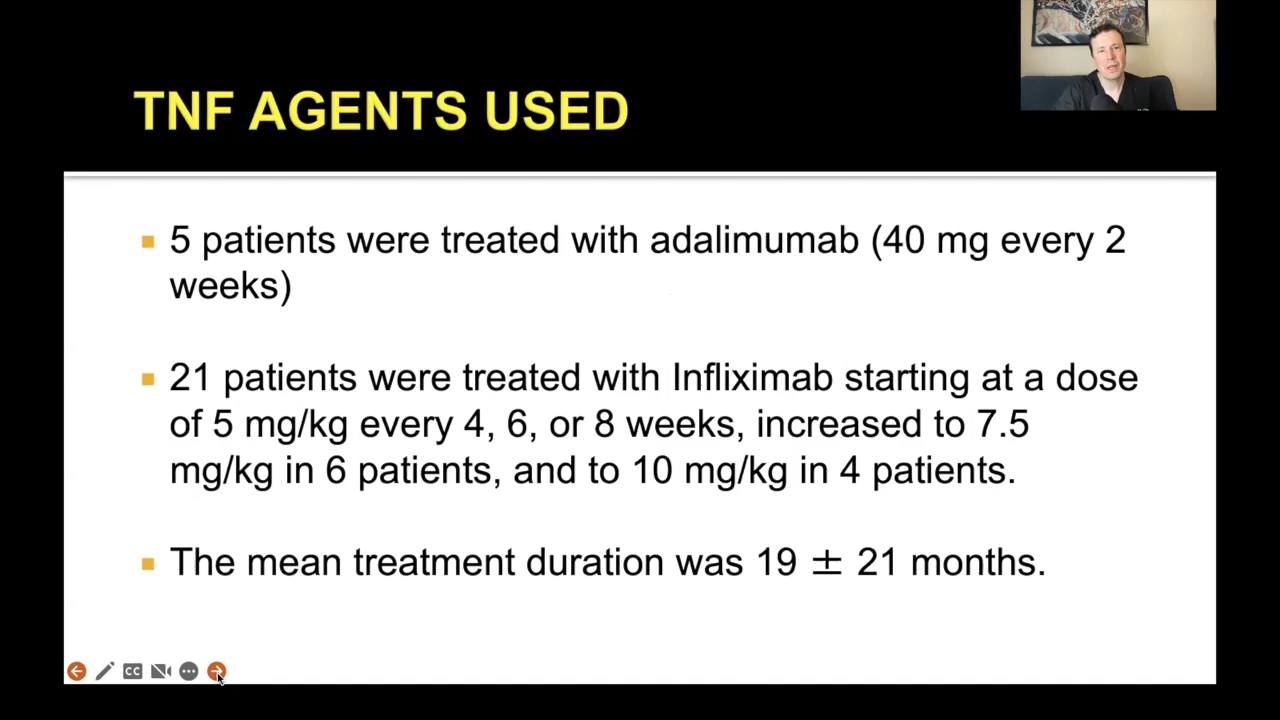 TNF AGENTS USED
5 patients were treated with adalimumab (40 mg every 2
weeks)
21 patients were treated with Infliximab starting at a dose
of 5 mg/kg every 4, 6, or 8 weeks, increased to 7.5
mg/kg in 6 patients, and to 10 mg/kg in 4 patients.
The mean treatment duration was 19 ± 21 months.
CC